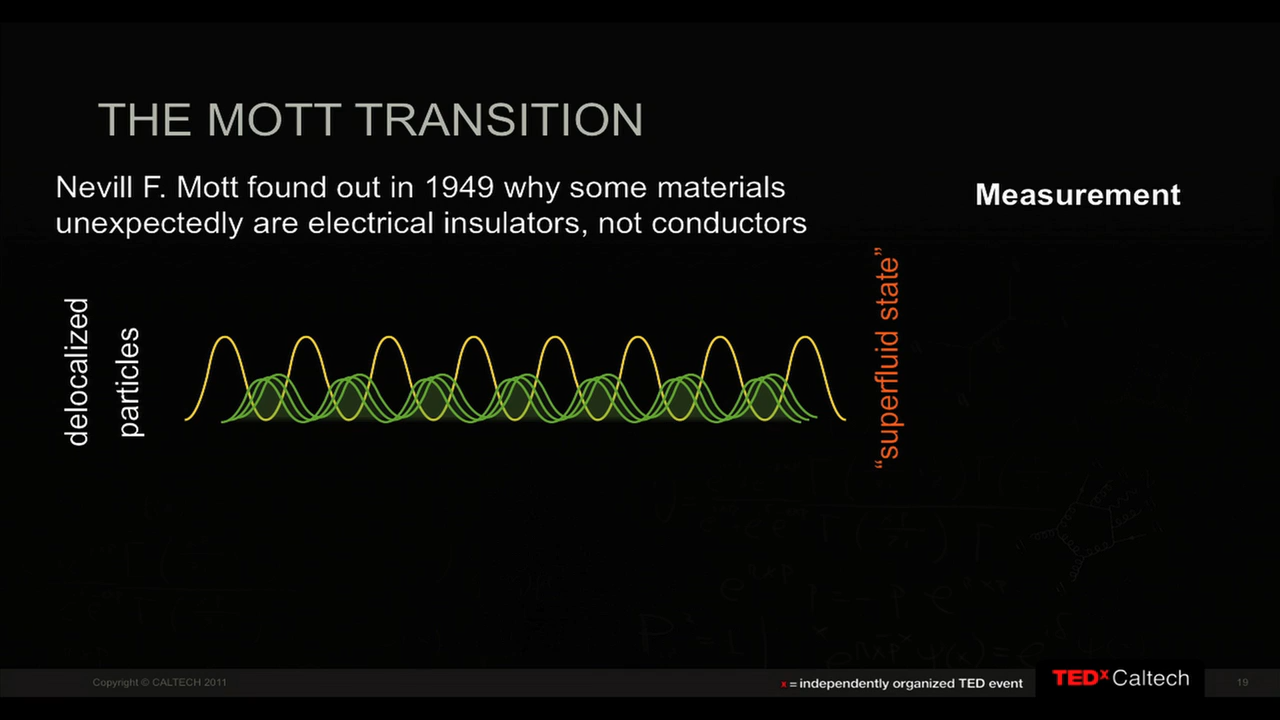 THE MOTT TRANSITION
Nevill F. Mott found out in 1949 why some materials
unexpectedly are electrical insulators, not conductors
Measurement
delocalized
particles
“superfluid state”
Copyright © CALTECH 2011
x = independently organized TED event
TEDx Caltech
19